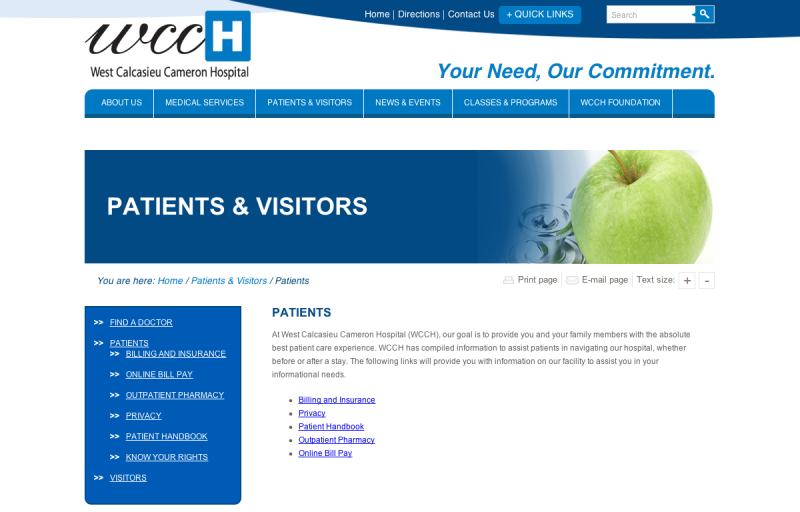 Home | Directions | Contact Us + QUICK LINKS Search
wccH
West Calcasieu Cameron Hospital
Your Need, Our Commitment.
ABOUT US MEDICAL SERVICES PATIENTS & VISITORS NEWS & EVENTS CLASSES & PROGRAMS WCCH FOUNDATION
PATIENTS & VISITORS
You are here: Home / Patients & Visitors / Patients
Print page E-mail page Text size: + -
>> FIND A DOCTOR
>> PATIENTS
>> BILLING AND INSURANCE
>> ONLINE BILL PAY
>> OUTPATIENT PHARMACY
>> PRIVACY
>> PATIENT HANDBOOK
>> KNOW YOUR RIGHTS
>> VISITORS
PATIENTS
At West Calcasieu Cameron Hospital (WCCH), our goal is to provide you and your family members with the absolute
best patient care experience. WCCH has compiled information to assist patients in navigating our hospital, whether
before or after a stay. The following links will provide you with information on our facility to assist you in your
informational needs.
• Billing and Insurance
• Privacy
• Patient Handbook
• Outpatient Pharmacy
• Online Bill Pay